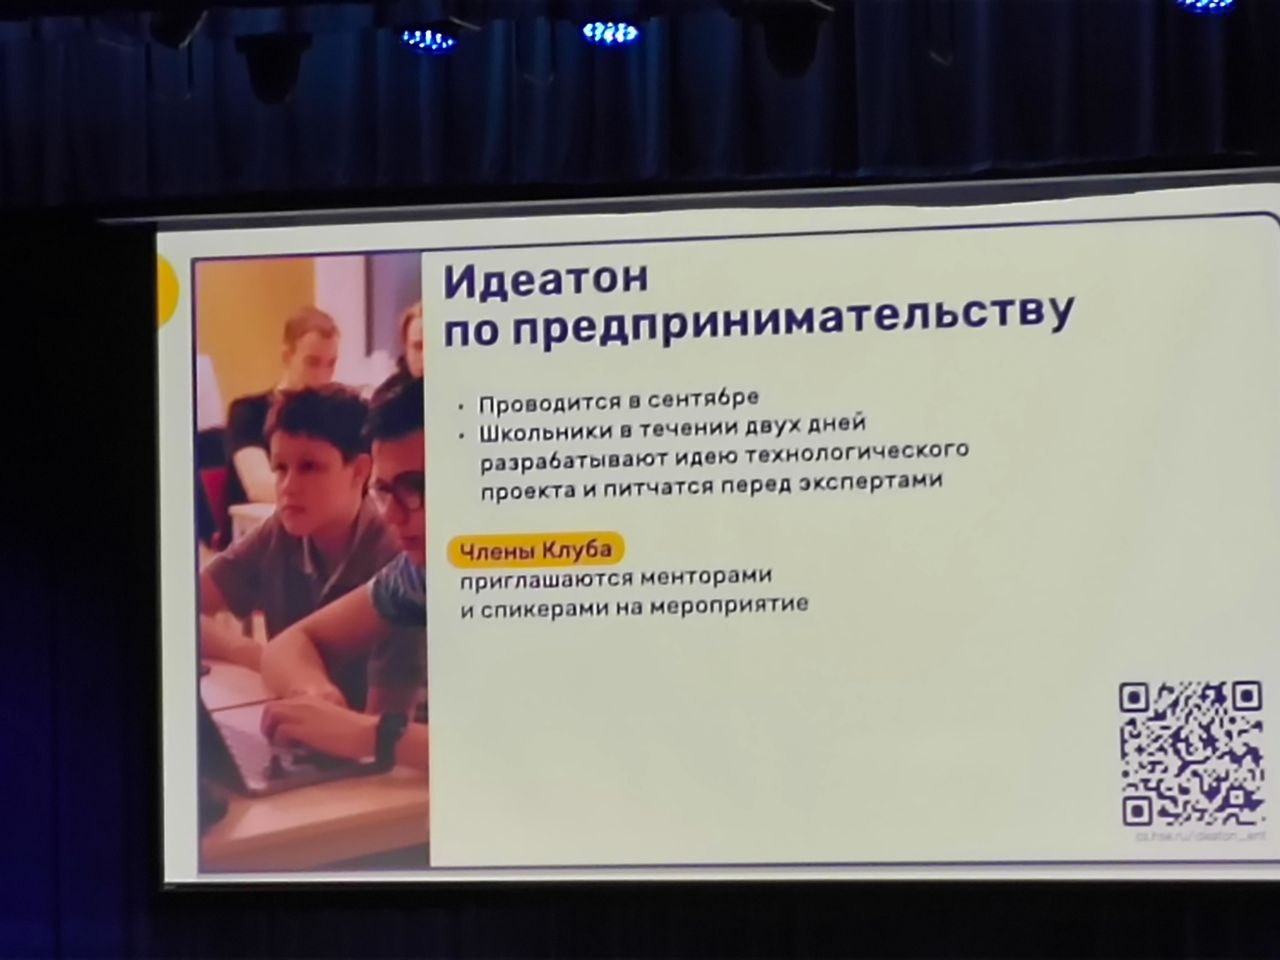 Идеатон
по предпринимательству
• Проводится в сентябре
• Школьники в течении двух дней
разрабатывают идею технологического
проекта и питчатся перед экспертами
Члены Клуба
приглашаются менторами
и спикерами на мероприятие
cs.hse.ru/ideaton_ent